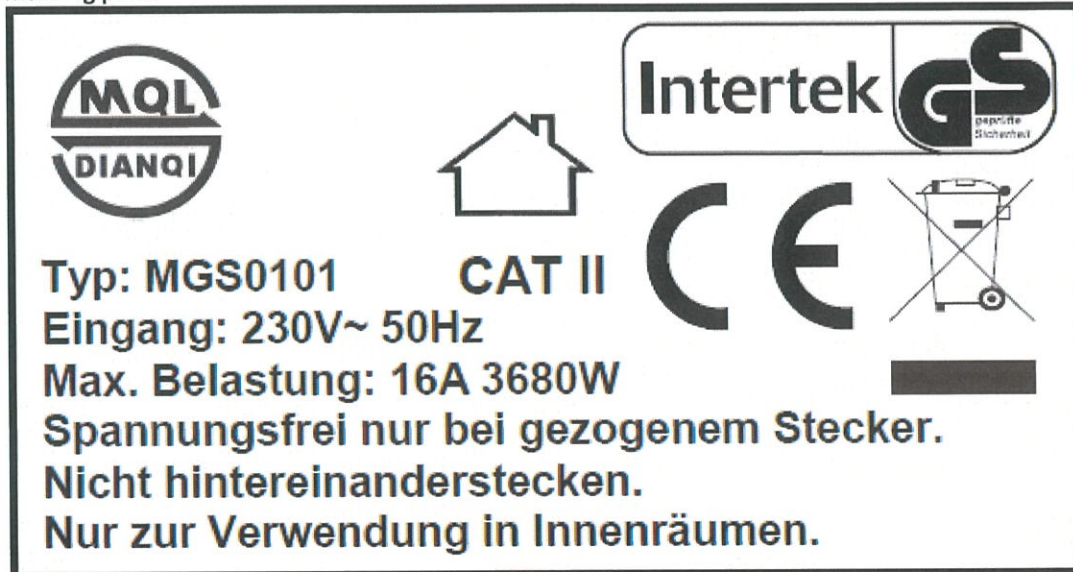 MQL
DIANQI
Intertek
GS
geprüfte
Sicherheit
CE
Typ: MGS0101
CAT II
Eingang: 230V~ 50Hz
Max. Belastung: 16A 3680W
Spannungsfrei nur bei gezogenem Stecker.
Nicht hintereinanderstecken.
Nur zur Verwendung in Innenräumen.